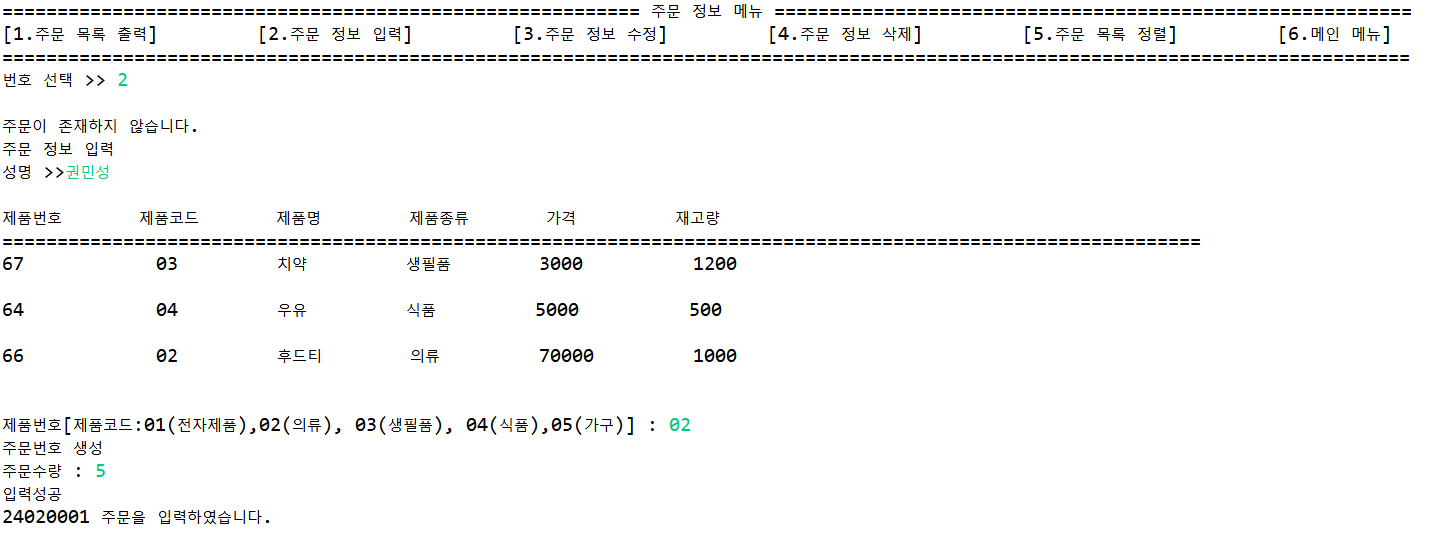 ========================================================== 주문 정보 메뉴 ==========================================================
[1.주문 목록 출력] [2.주문 정보 입력] [3.주문 정보 수정] [4.주문 정보 삭제] [5.주문 목록 정렬] [6.메인 메뉴]
================================================================================================================================
번호 선택 >> 2
주문이 존재하지 않습니다.
주문 정보 입력
성명 >>권민성
제품번호 제품코드 제품명 제품종류 가격 재고량
=============================================================================================================
67 03 치약 생필품 3000 1200
64 04 우유 식품 5000 500
66 02 후드티 의류 70000 1000
제품번호[제품코드:01(전자제품),02(의류), 03(생필품), 04(식품),05(가구)] : 02
주문번호 생성
주문수량 : 5
입력성공
24020001 주문을 입력하였습니다.